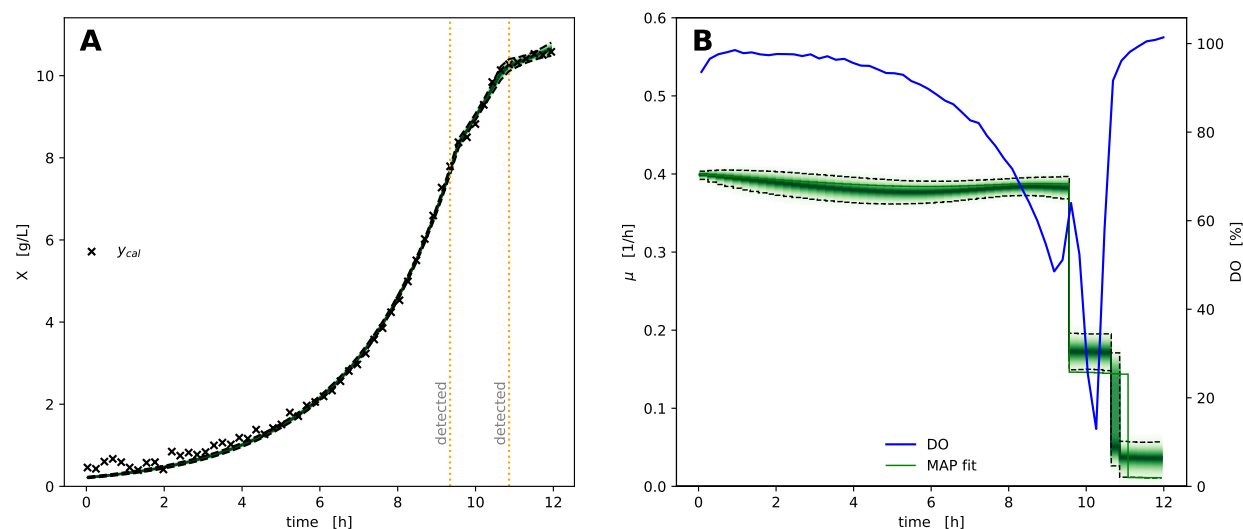 A
10
8
6
4
2
0
X [g/L]
y_cal
detected
detected
0 2 4 6 8 10 12
time [h]
B
0.6
0.5
0.4
0.3
0.2
0.1
0.0
μ [1/h]
100
80
60
40
20
0
DO [%]
DO
MAP fit
0 2 4 6 8 10 12
time [h]